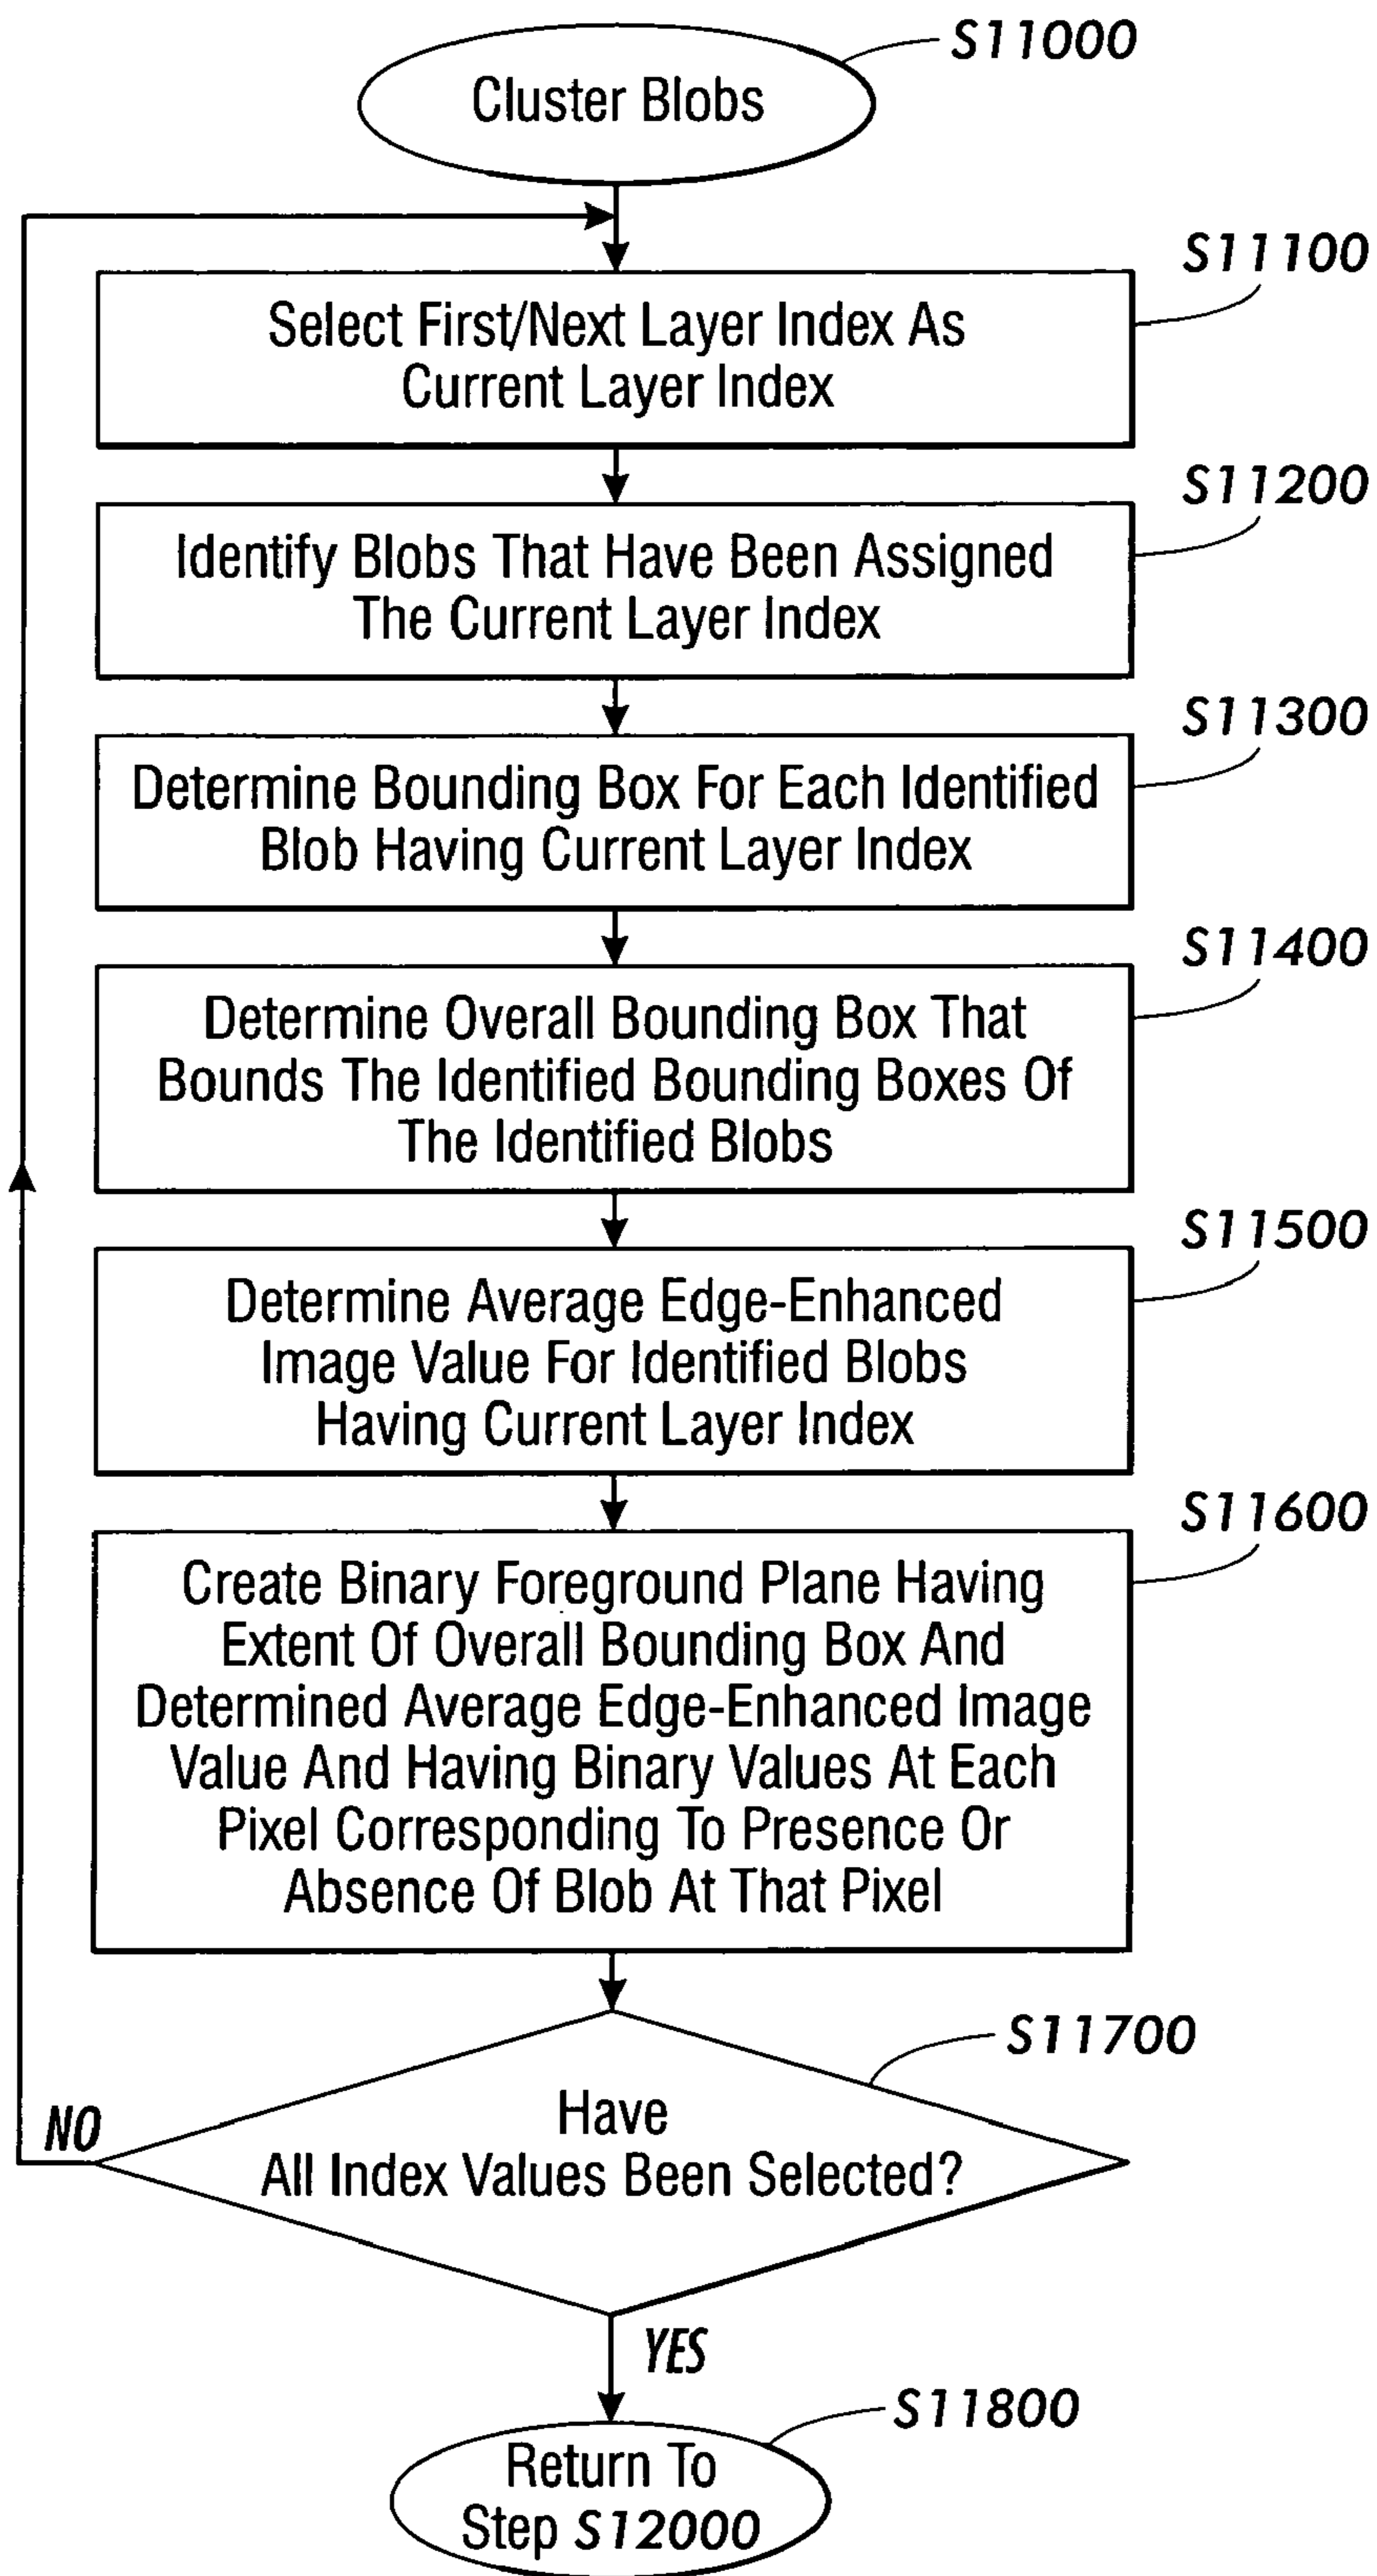 S11000
Cluster Blobs
S11100
Select First/Next Layer Index As
Current Layer Index
S11200
Identify Blobs That Have Been Assigned
The Current Layer Index
S11300
Determine Bounding Box For Each Identified
Blob Having Current Layer Index
S11400
Determine Overall Bounding Box That
Bounds The Identified Bounding Boxes Of
The Identified Blobs
S11500
Determine Average Edge-Enhanced
Image Value For Identified Blobs
Having Current Layer Index
S11600
Create Binary Foreground Plane Having
Extent Of Overall Bounding Box And
Determined Average Edge-Enhanced Image
Value And Having Binary Values At Each
Pixel Corresponding To Presence Or
Absence Of Blob At That Pixel
S11700
Have
All Index Values Been Selected?
NO
YES
S11800
Return To
Step S12000